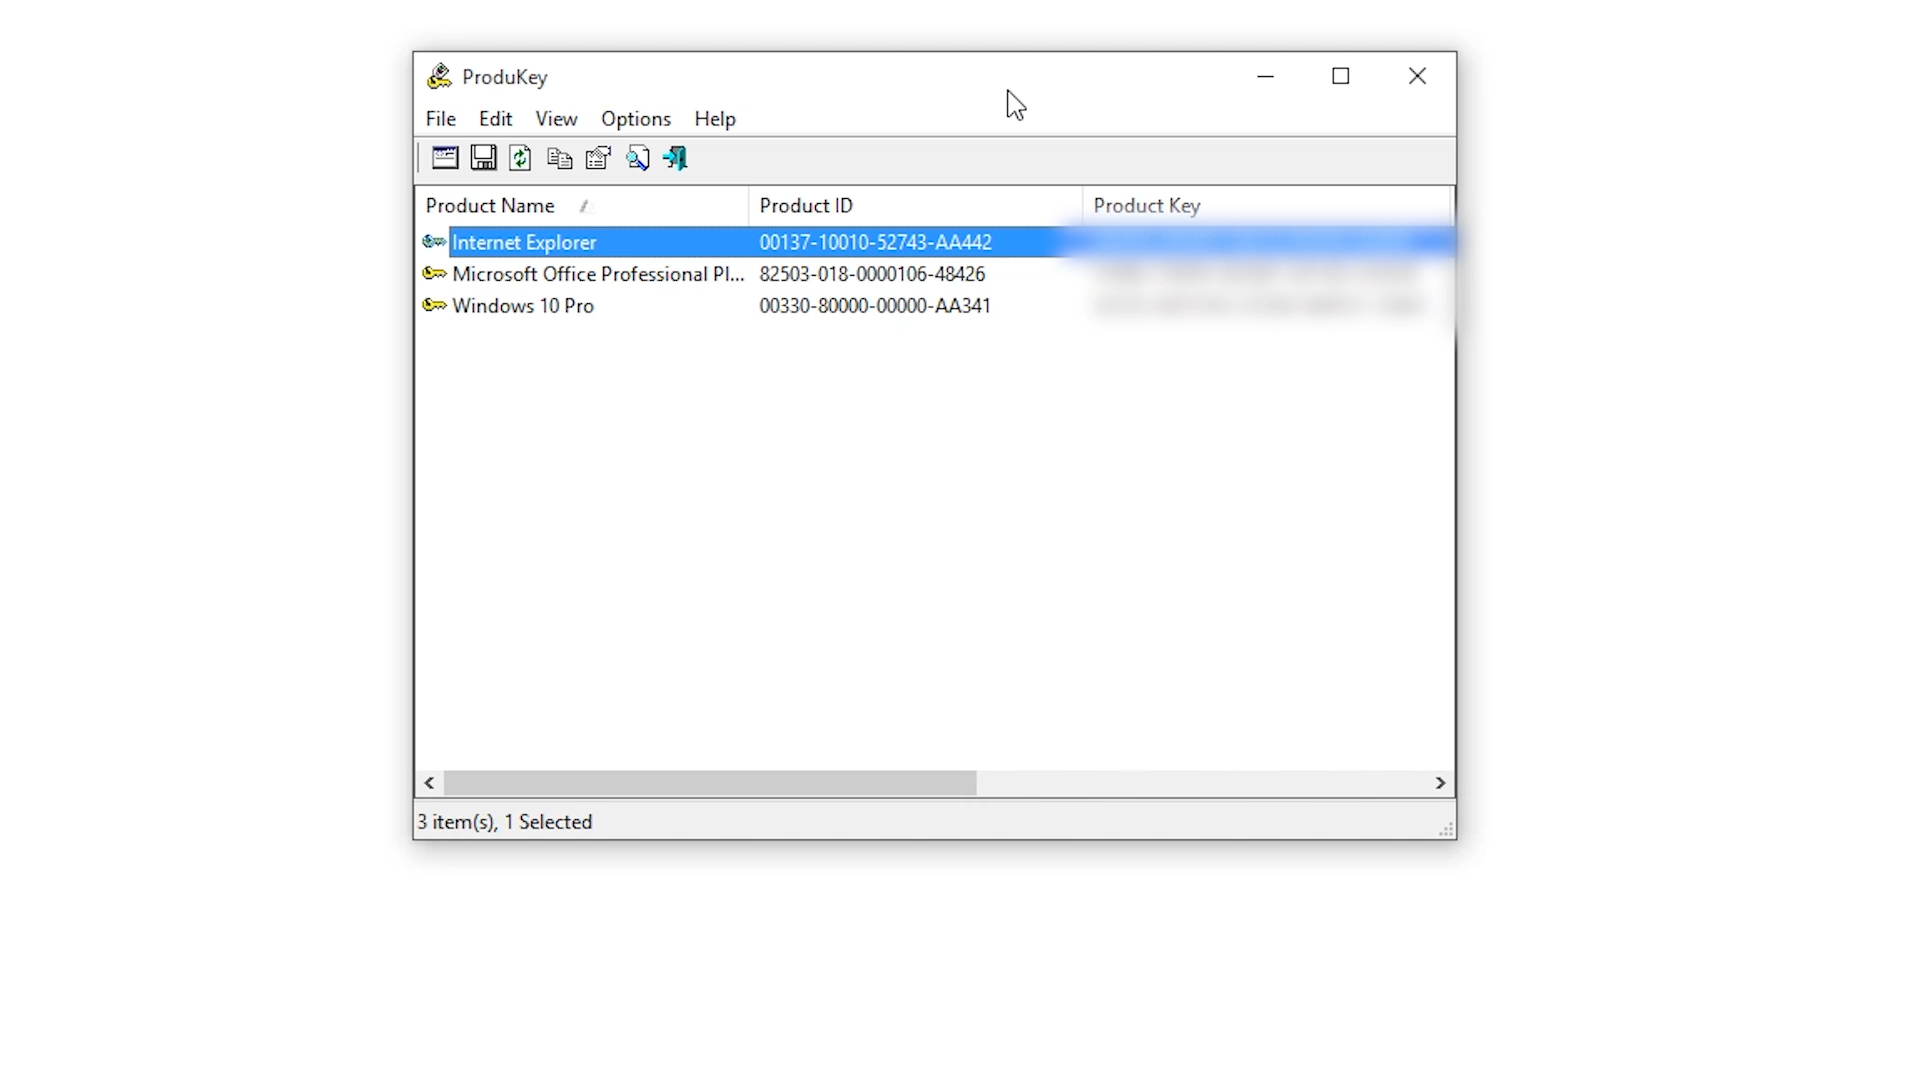 ProduKey
File Edit View Options Help
Product Name Product ID Product Key
Internet Explorer 00137-10010-52743-AA442
Microsoft Office Professional Pl... 82503-018-0000106-48426
Windows 10 Pro 00330-80000-00000-AA341
3 item(s), 1 Selected